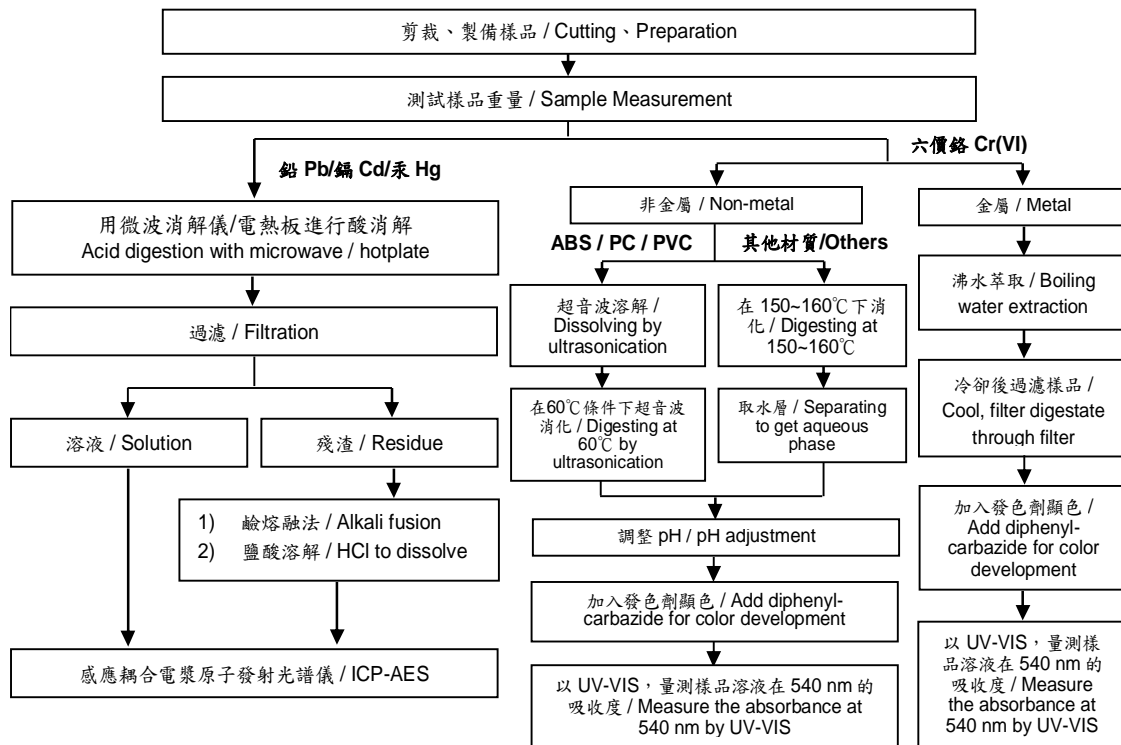 剪裁、製備樣品 / Cutting、Preparation
測試樣品重量 / Sample Measurement
鉛 Pb/鎘 Cd/汞 Hg
六價鉻 Cr(VI)
用微波消解儀/電熱板進行酸消解
Acid digestion with microwave / hotplate
過濾 / Filtration
溶液 / Solution
殘渣 / Residue
1) 鹼熔融法 / Alkali fusion
2) 鹽酸溶解 / HCl to dissolve
感應耦合電漿原子發射光譜儀 / ICP-AES
非金屬 / Non-metal
ABS / PC / PVC
其他材質/Others
超音波溶解 /
Dissolving by
ultrasonication
在60℃條件下超音波
消化 / Digesting at
60℃ by
ultrasonication
在 150~160℃下消
化 / Digesting at
150~160℃
取水層 / Separating
to get aqueous
phase
調整 pH / pH adjustment
加入發色劑顯色 / Add diphenyl-
carbazide for color development
以 UV-VIS，量測樣品溶液在 540 nm 的
吸收度 / Measure the absorbance at
540 nm by UV-VIS
金屬 / Metal
沸水萃取 / Boiling
water extraction
冷卻後過濾樣品 /
Cool, filter digestate
through filter
加入發色劑顯色 /
Add diphenyl-
carbazide for color
development
以 UV-VIS，量測樣
品溶液在 540 nm 的
吸收度 / Measure
the absorbance at
540 nm by UV-VIS